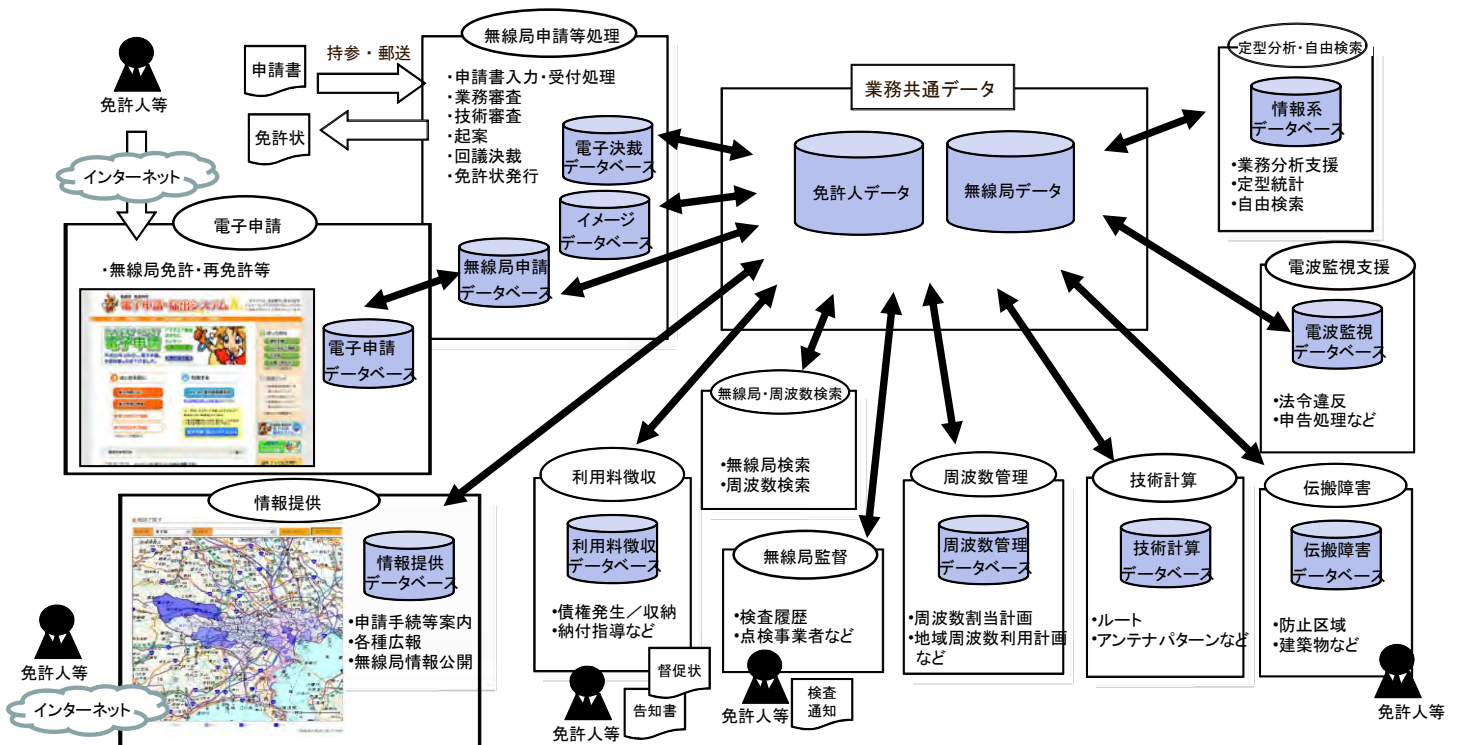 免許人等
インターネット
申請書
持参・郵送
免許状
無線局申請等処理
・申請書入力・受付処理
・業務審査
・技術審査
・起案
・回議決裁
・免許状発行
電子決裁
データベース
イメージ
データベース
無線局申請
データベース
電子申請
・無線局免許・再免許等
電子申請・届出システム
電子申請
電子申請
データベース
業務共通データ
免許人データ
無線局データ
定型分析・自由検索
情報系
データベース
•業務分析支援
•定型統計
•自由検索
電波監視支援
電波監視
データベース
•法令違反
•申告処理など
情報提供
情報提供
データベース
•申請手続等案内
•各種広報
•無線局情報公開
免許人等
インターネット
利用料徴収
利用料徴収
データベース
•債権発生／収納
•納付指導など
督促状
告知書
免許人等
無線局・周波数検索
•無線局検索
•周波数検索
無線局監督
•検査履歴
•点検事業者など
免許人等
検査
通知
周波数管理
周波数管理
データベース
•周波数割当計画
•地域周波数利用計画
など
技術計算
技術計算
データベース
•ルート
•アンテナパターンなど
伝搬障害
伝搬障害
データベース
•防止区域
•建築物など
免許人等